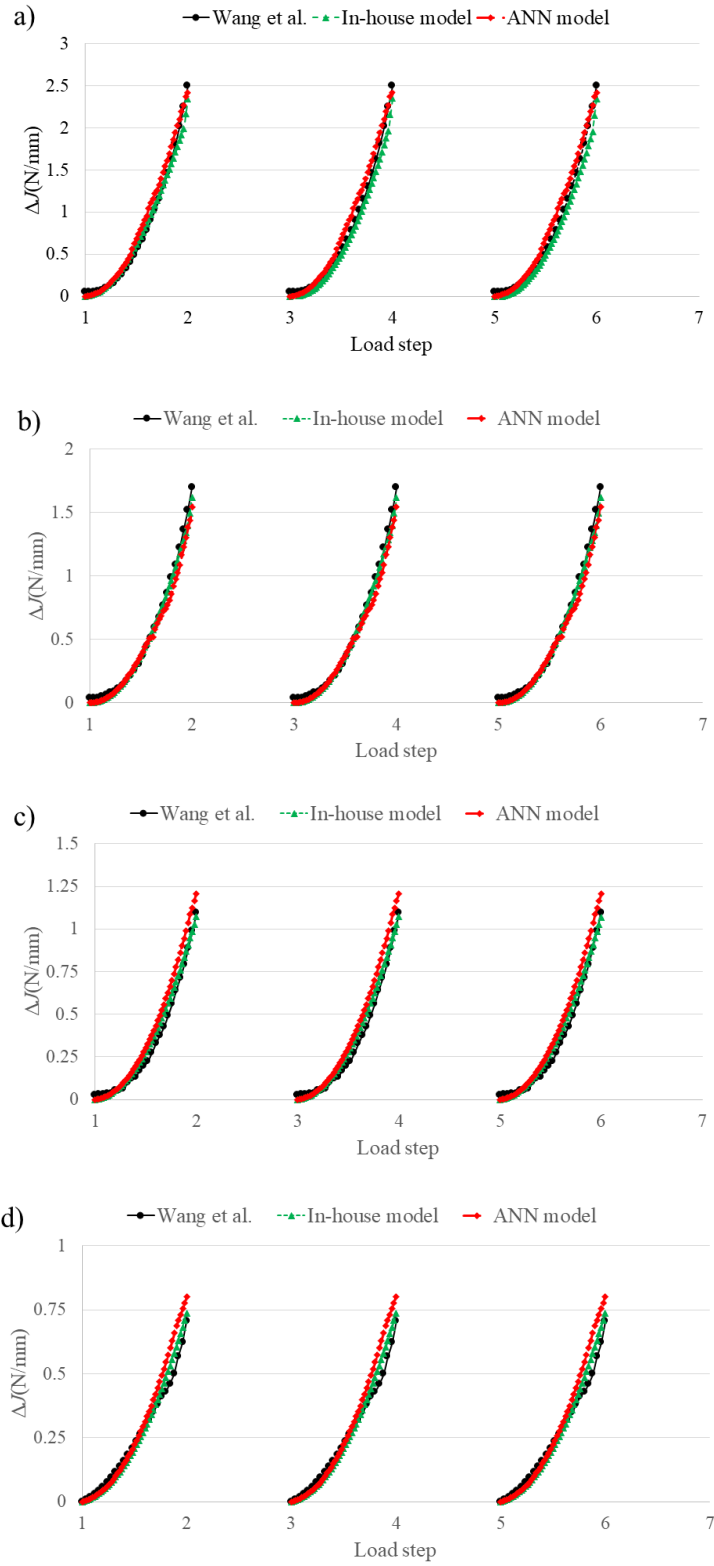 a)
Wang et al. In-house model ANN model
3
2.5
2
1.5
1
0.5
0
ΔJ(N/mm)
1 2 3 4 5 6 7
Load step
b)
Wang et al. In-house model ANN model
2
1.5
1
0.5
0
ΔJ(N/mm)
1 2 3 4 5 6 7
Load step
c)
Wang et al. In-house model ANN model
1.5
1.25
1
0.75
0.5
0.25
0
ΔJ(N/mm)
1 2 3 4 5 6 7
Load step
d)
Wang et al. In-house model ANN model
1
0.75
0.5
0.25
0
ΔJ(N/mm)
1 2 3 4 5 6 7
Load step